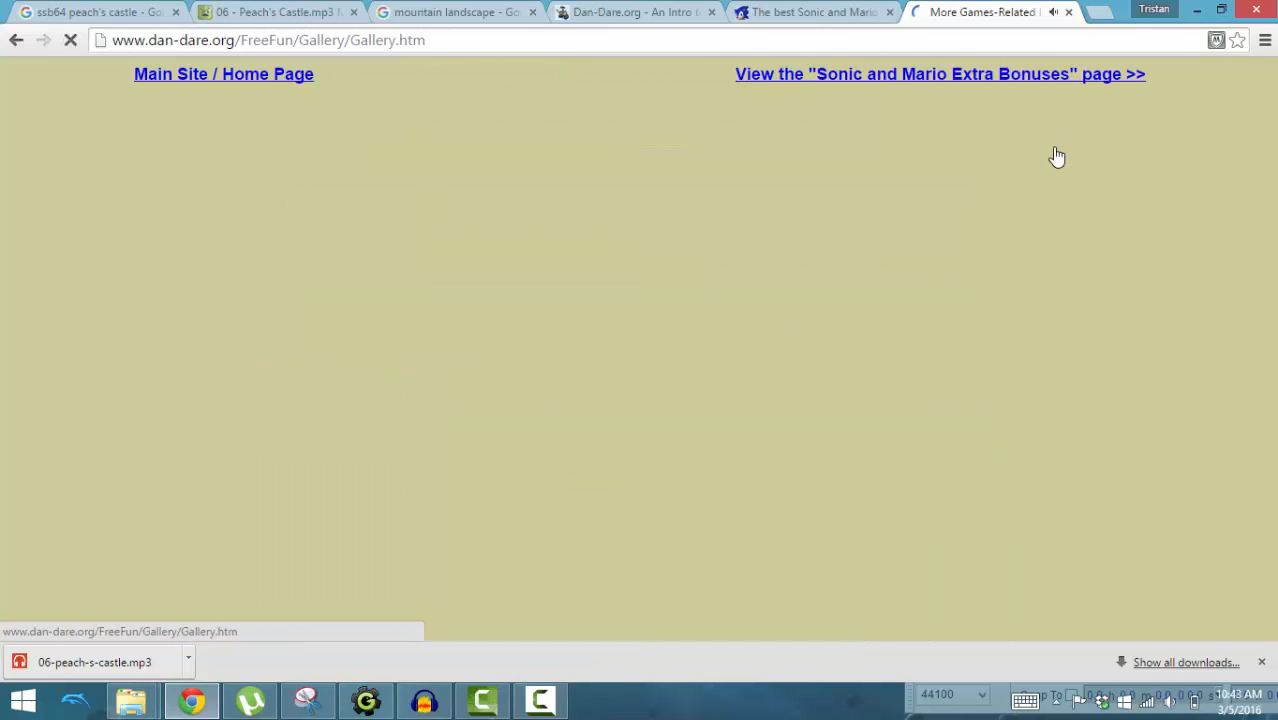 ssb64 peach's castle - Go
06 - Peach's Castle.mp3
mountain landscape - Go
Dan-Dare.org - An Intro t
The best Sonic and Mario
More Games-Related
Tristan
www.dan-dare.org/FreeFun/Gallery/Gallery.htm
Main Site / Home Page
View the "Sonic and Mario Extra Bonuses" page >>
www.dan-dare.org/FreeFun/Gallery/Gallery.htm
06-peach-s-castle.mp3
Show all downloads...
44100
10:43 AM
3/5/2016